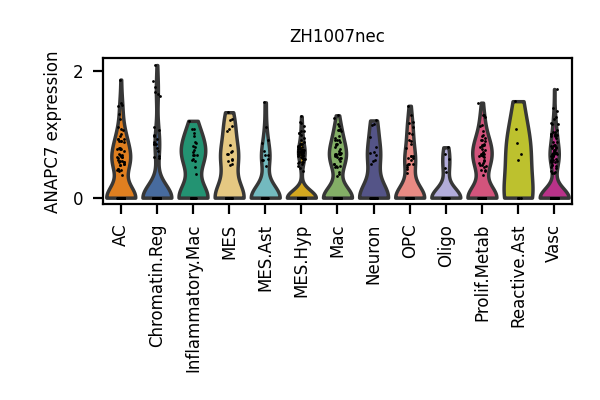 ZH1007nec
ANAPC7 expression
2
0
AC
Chromatin.Reg
Inflammatory.Mac
MES
MES.Ast
MES.Hyp
Mac
Neuron
OPC
Oligo
Prolif.Metab
Reactive.Ast
Vasc